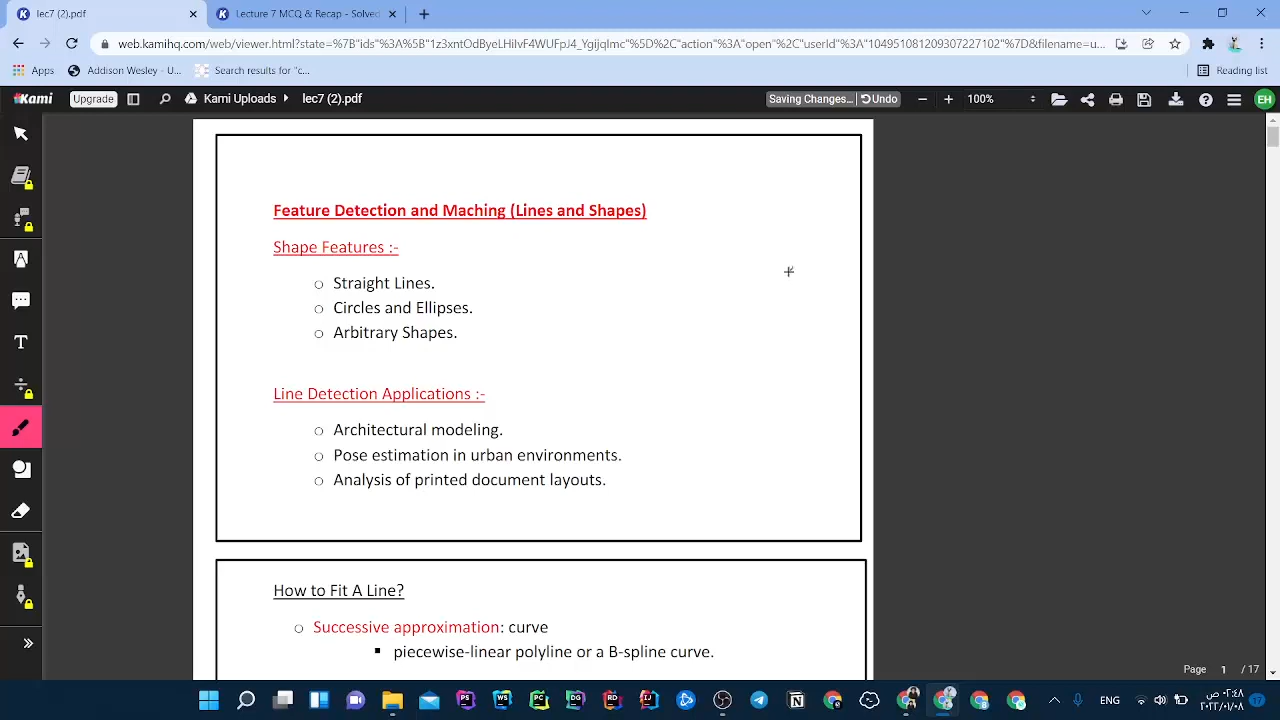 lec7 (2).pdf
Lecture 7 MCQ & Recap - Solved
web.kamihq.com/web/viewer.html?state=%7B"ids"%3A%5B"1z3xntOdByeLHiIvF4WUFpJ4_YgijqImc"%5D%2C"action"%3A"open"%2C"userId"%3A"104951081209307227102"%7D&filename=u...
Apps
Addison Wesley - U...
Search results for "c...
Reading list
Kami
Upgrade
Kami Uploads
lec7 (2).pdf
Saving Changes...
Undo
100%
EH
Feature Detection and Maching (Lines and Shapes)
Shape Features :-
○ Straight Lines.
○ Circles and Ellipses.
○ Arbitrary Shapes.
Line Detection Applications :-
○ Architectural modeling.
○ Pose estimation in urban environments.
○ Analysis of printed document layouts.
How to Fit A Line?
○ Successive approximation: curve
▪ piecewise-linear polyline or a B-spline curve.
Page 1 / 17
ENG